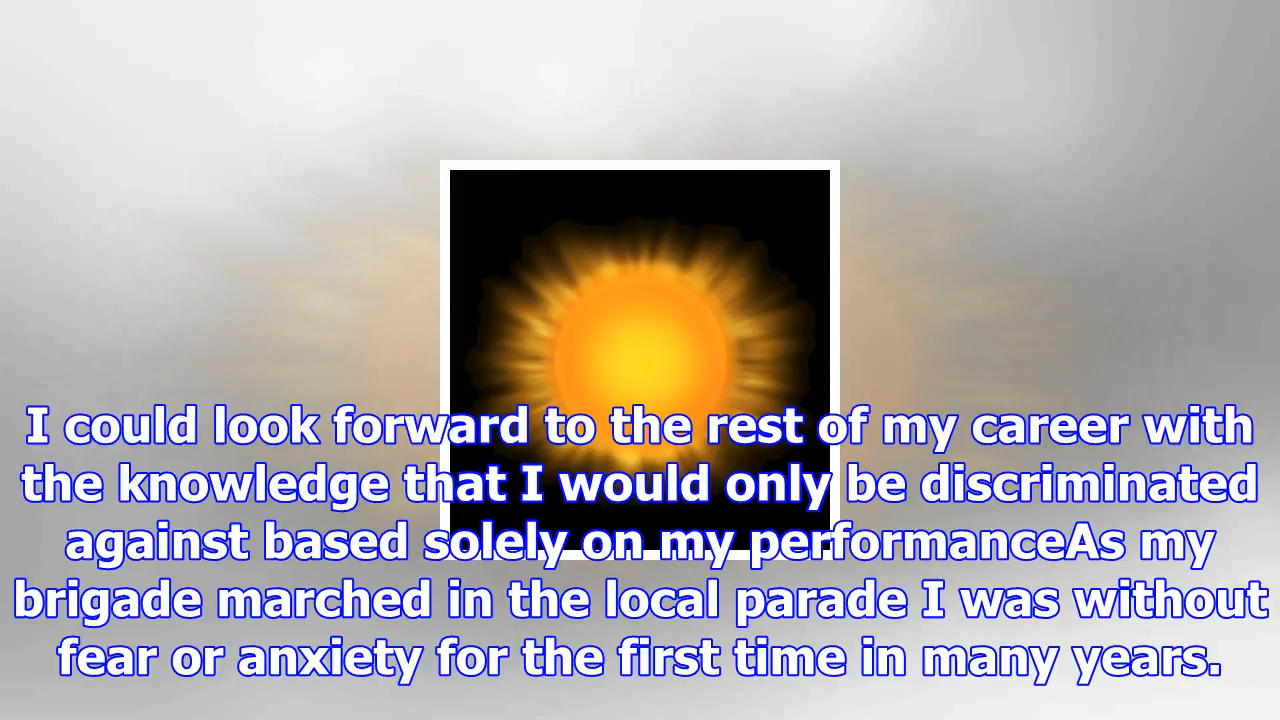 I could look forward to the rest of my career with
the knowledge that I would only be discriminated
against based solely on my performanceAs my
brigade marched in the local parade I was without
fear or anxiety for the first time in many years.